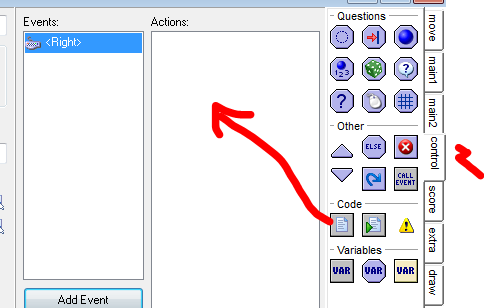 Events:
Actions:
<Right>
Add Event
Questions
123
?
?
Other
ELSE
CALL
EVENT
Code
!
Variables
VAR
VAR
VAR
move
main1
main2
control
score
extra
draw